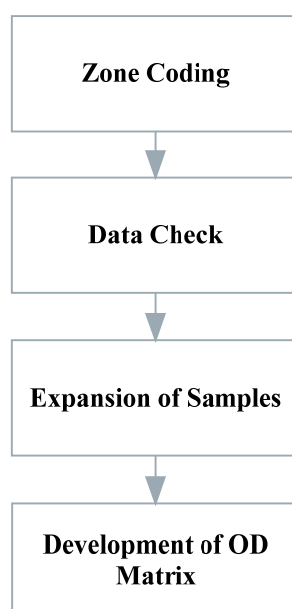 Zone Coding
Data Check
Expansion of Samples
Development of OD
Matrix